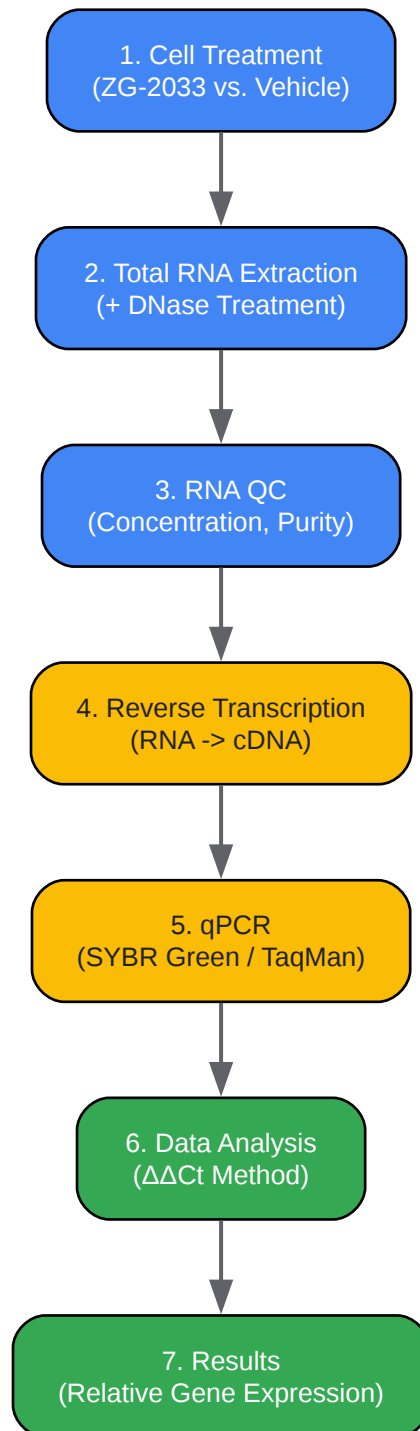 1. Cell Treatment
(ZG-2033 vs. Vehicle)
2. Total RNA Extraction
(+ DNase Treatment)
3. RNA QC
(Concentration, Purity)
4. Reverse Transcription
(RNA -> cDNA)
5. qPCR
(SYBR Green / TaqMan)
6. Data Analysis
(ΔΔCt Method)
7. Results
(Relative Gene Expression)